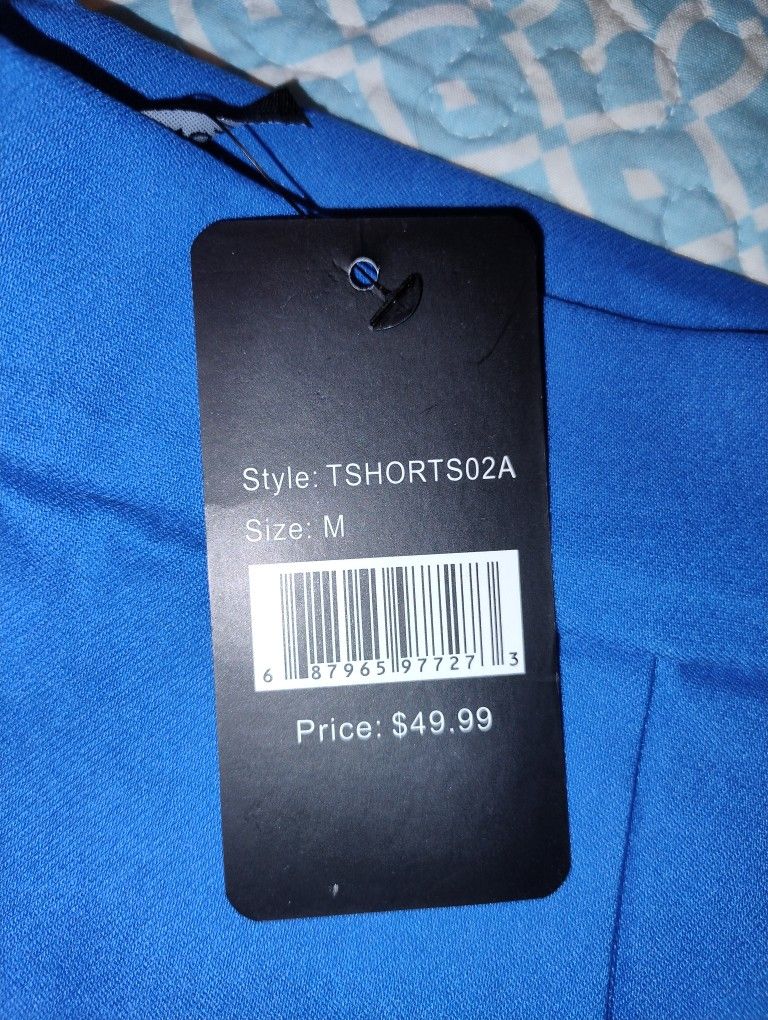 Style: TSHORTS02A
Size: M
6 87965 97727 3
Price: $49.99